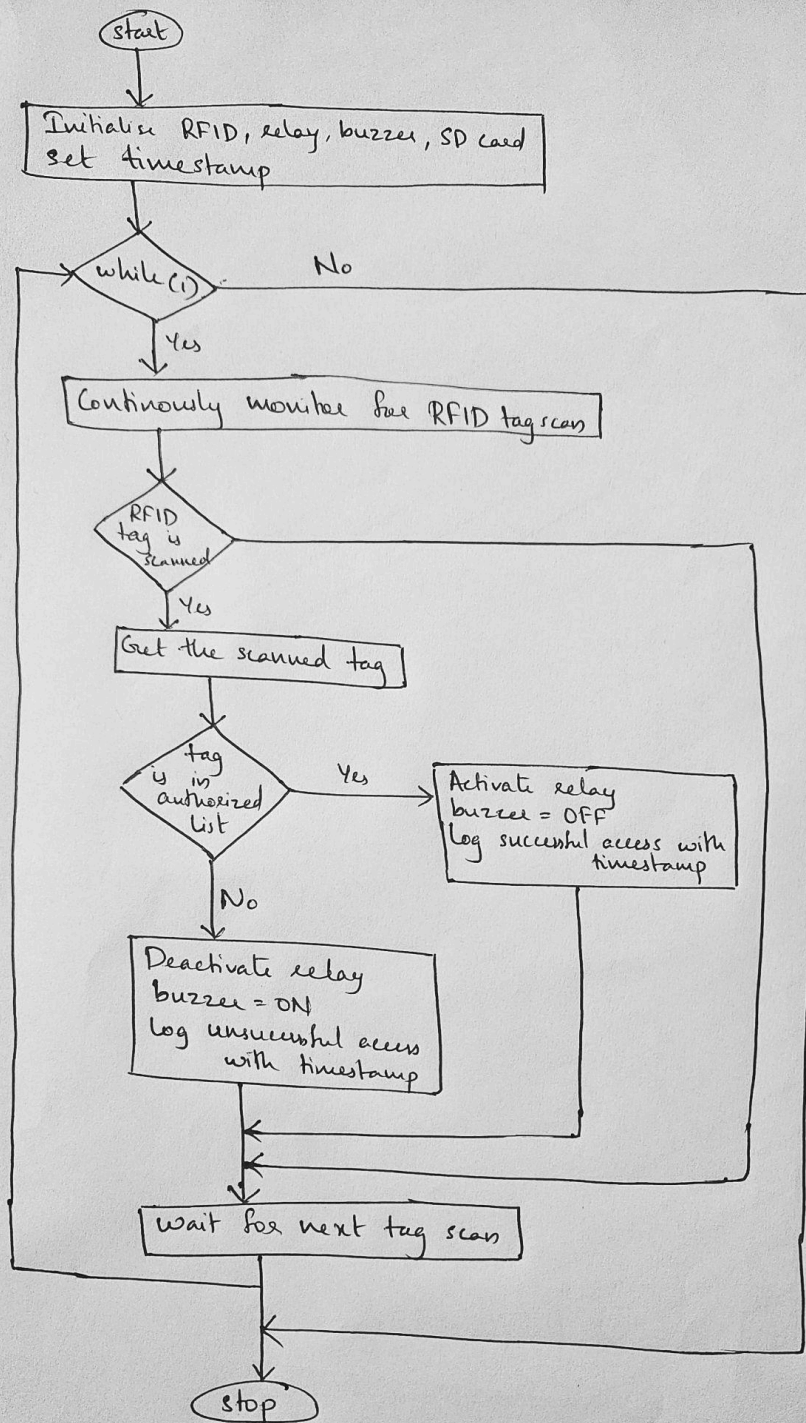 start
Initialise RFID, relay, buzzer, SD card
set timestamp
while(1)
No
Yes
Continously monitor for RFID tag scan
RFID
tag is
scanned
Yes
Get the scanned tag
tag
is in
authorized
List
Yes
Activate relay
buzzer = OFF
Log successful access with
timestamp
No
Deactivate relay
buzzer = ON
Log unsuccessful access
with timestamp
wait for next tag scan
stop